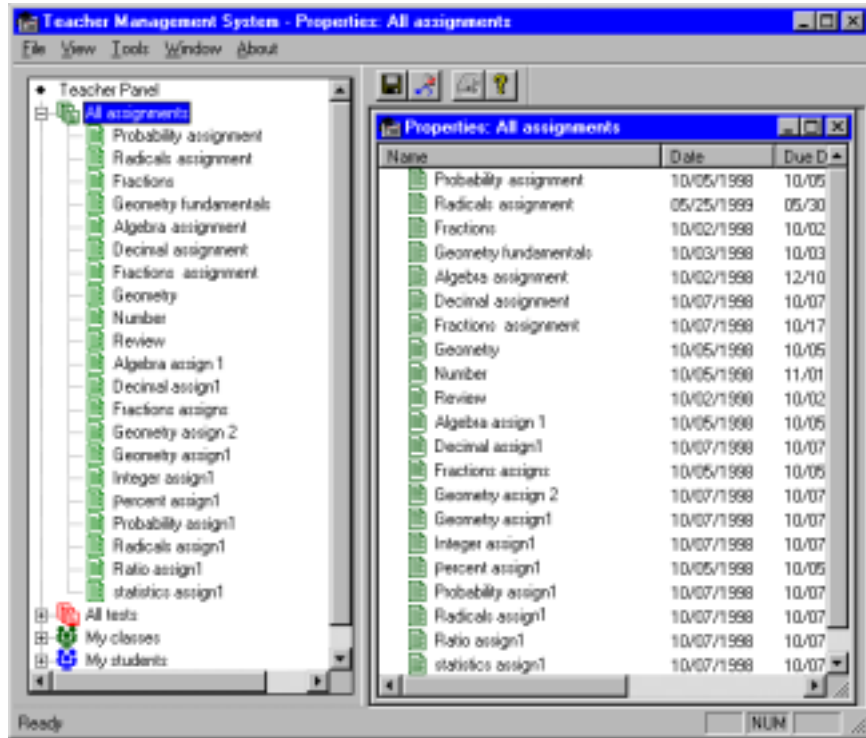 Teacher Management System - Properties: All assignments
File View Tools Window About
Teacher Panel
All assignments
Probability assignment
Radicals assignment
Fractions
Geometry fundamentals
Algebra assignment
Decimal assignment
Fractions assignment
Geometry
Number
Review
Algebra assign 1
Decimal assign1
Fractions assigns
Geometry assign 2
Geometry assign1
Integer assign1
percent assign1
Probability assign1
Radicals assign1
Ratio assign1
statistics assign1
All tests
My classes
My students
Properties: All assignments
Name Date Due D
Probability assignment 10/05/1998 10/05
Radicals assignment 05/25/1999 05/30
Fractions 10/02/1998 10/02
Geometry fundamentals 10/03/1998 10/03
Algebra assignment 10/02/1998 12/10
Decimal assignment 10/07/1998 10/07
Fractions assignment 10/07/1998 10/17
Geometry 10/05/1998 10/05
Number 10/05/1998 11/01
Review 10/02/1998 10/02
Algebra assign 1 10/05/1998 10/05
Decimal assign1 10/07/1998 10/07
Fractions assigns 10/05/1998 10/05
Geometry assign 2 10/07/1998 10/07
Geometry assign1 10/07/1998 10/07
Integer assign1 10/07/1998 10/07
percent assign1 10/05/1998 10/05
Probability assign1 10/07/1998 10/07
Radicals assign1 10/07/1998 10/07
Ratio assign1 10/07/1998 10/07
statistics assign1 10/07/1998 10/07
Ready NUM